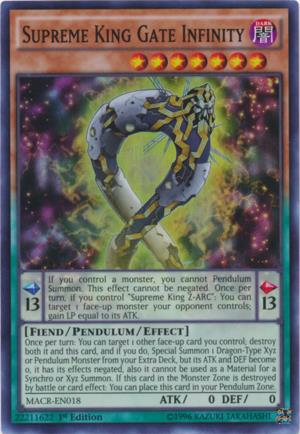 SUPREME KING GATE INFINITY
DARK
闇
If you control a monster, you cannot Pendulum
Summon. This effect cannot be negated. Once per
turn, if you control "Supreme King Z-ARC": You can
target 1 face-up monster your opponent controls;
gain LP equal to its ATK.
13
13
[FIEND/PENDULUM/EFFECT]
Once per turn: You can target 1 other face-up card you control; destroy
both it and this card, and if you do, Special Summon 1 Dragon-Type Xyz
or Pendulum Monster from your Extra Deck, but its ATK and DEF become
0, it has its effects negated, also it cannot be used as a Material for a
Synchro or Xyz Summon. If this card in the Monster Zone is destroyed
by battle or card effect: You can place this card in your Pendulum Zone.
MACR-EN018
ATK/ 0 DEF/ 0
22211622 1st Edition
©1996 KAZUKI TAKAHASHI